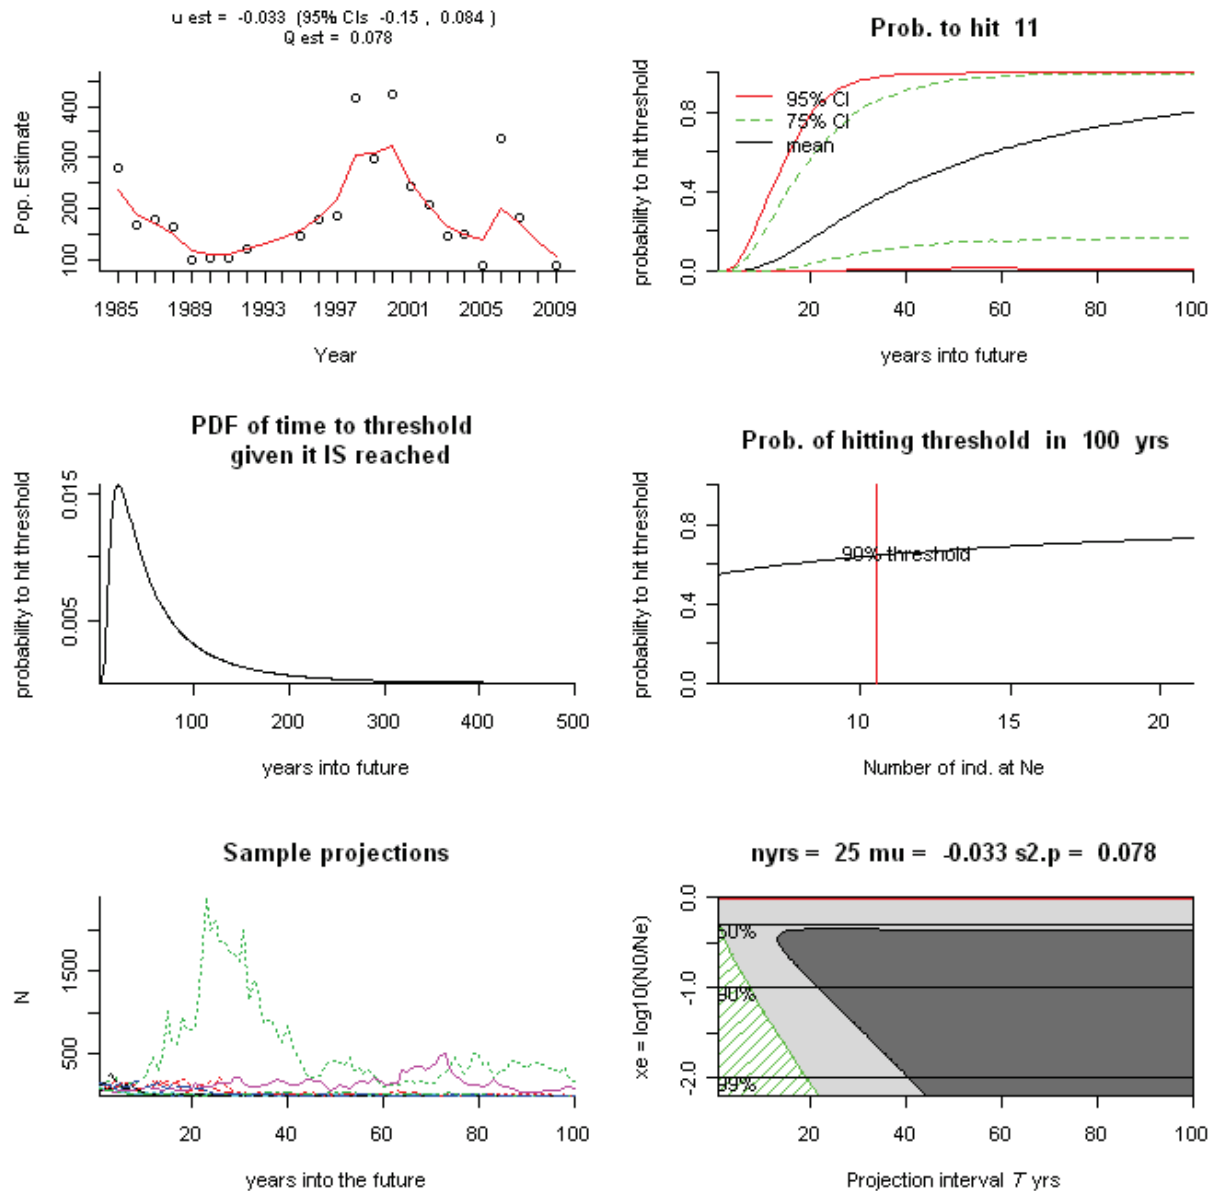 u est = -0.033 (95% CIs -0.15 , 0.084 )
Q est = 0.078
Pop. Estimate
400
300
200
100
1985 1989 1993 1997 2001 2005 2009
Year
Prob. to hit 11
probability to hit threshold
0.8
0.4
0.0
95% CI
75% CI
mean
20 40 60 80 100
years into future
PDF of time to threshold
given it IS reached
probability to hit threshold
0.015
0.005
100 200 300 400 500
years into future
Prob. of hitting threshold in 100 yrs
probability to hit threshold
0.8
0.4
0.0
90% threshold
10 15 20
Number of ind. at Ne
Sample projections
N
1500
500
20 40 60 80 100
years into the future
nyrs = 25 mu = -0.033 s2.p = 0.078
xe = log10(N0/Ne)
0.0
-1.0
-2.0
50%
90%
99%
20 40 60 80 100
Projection interval T yrs